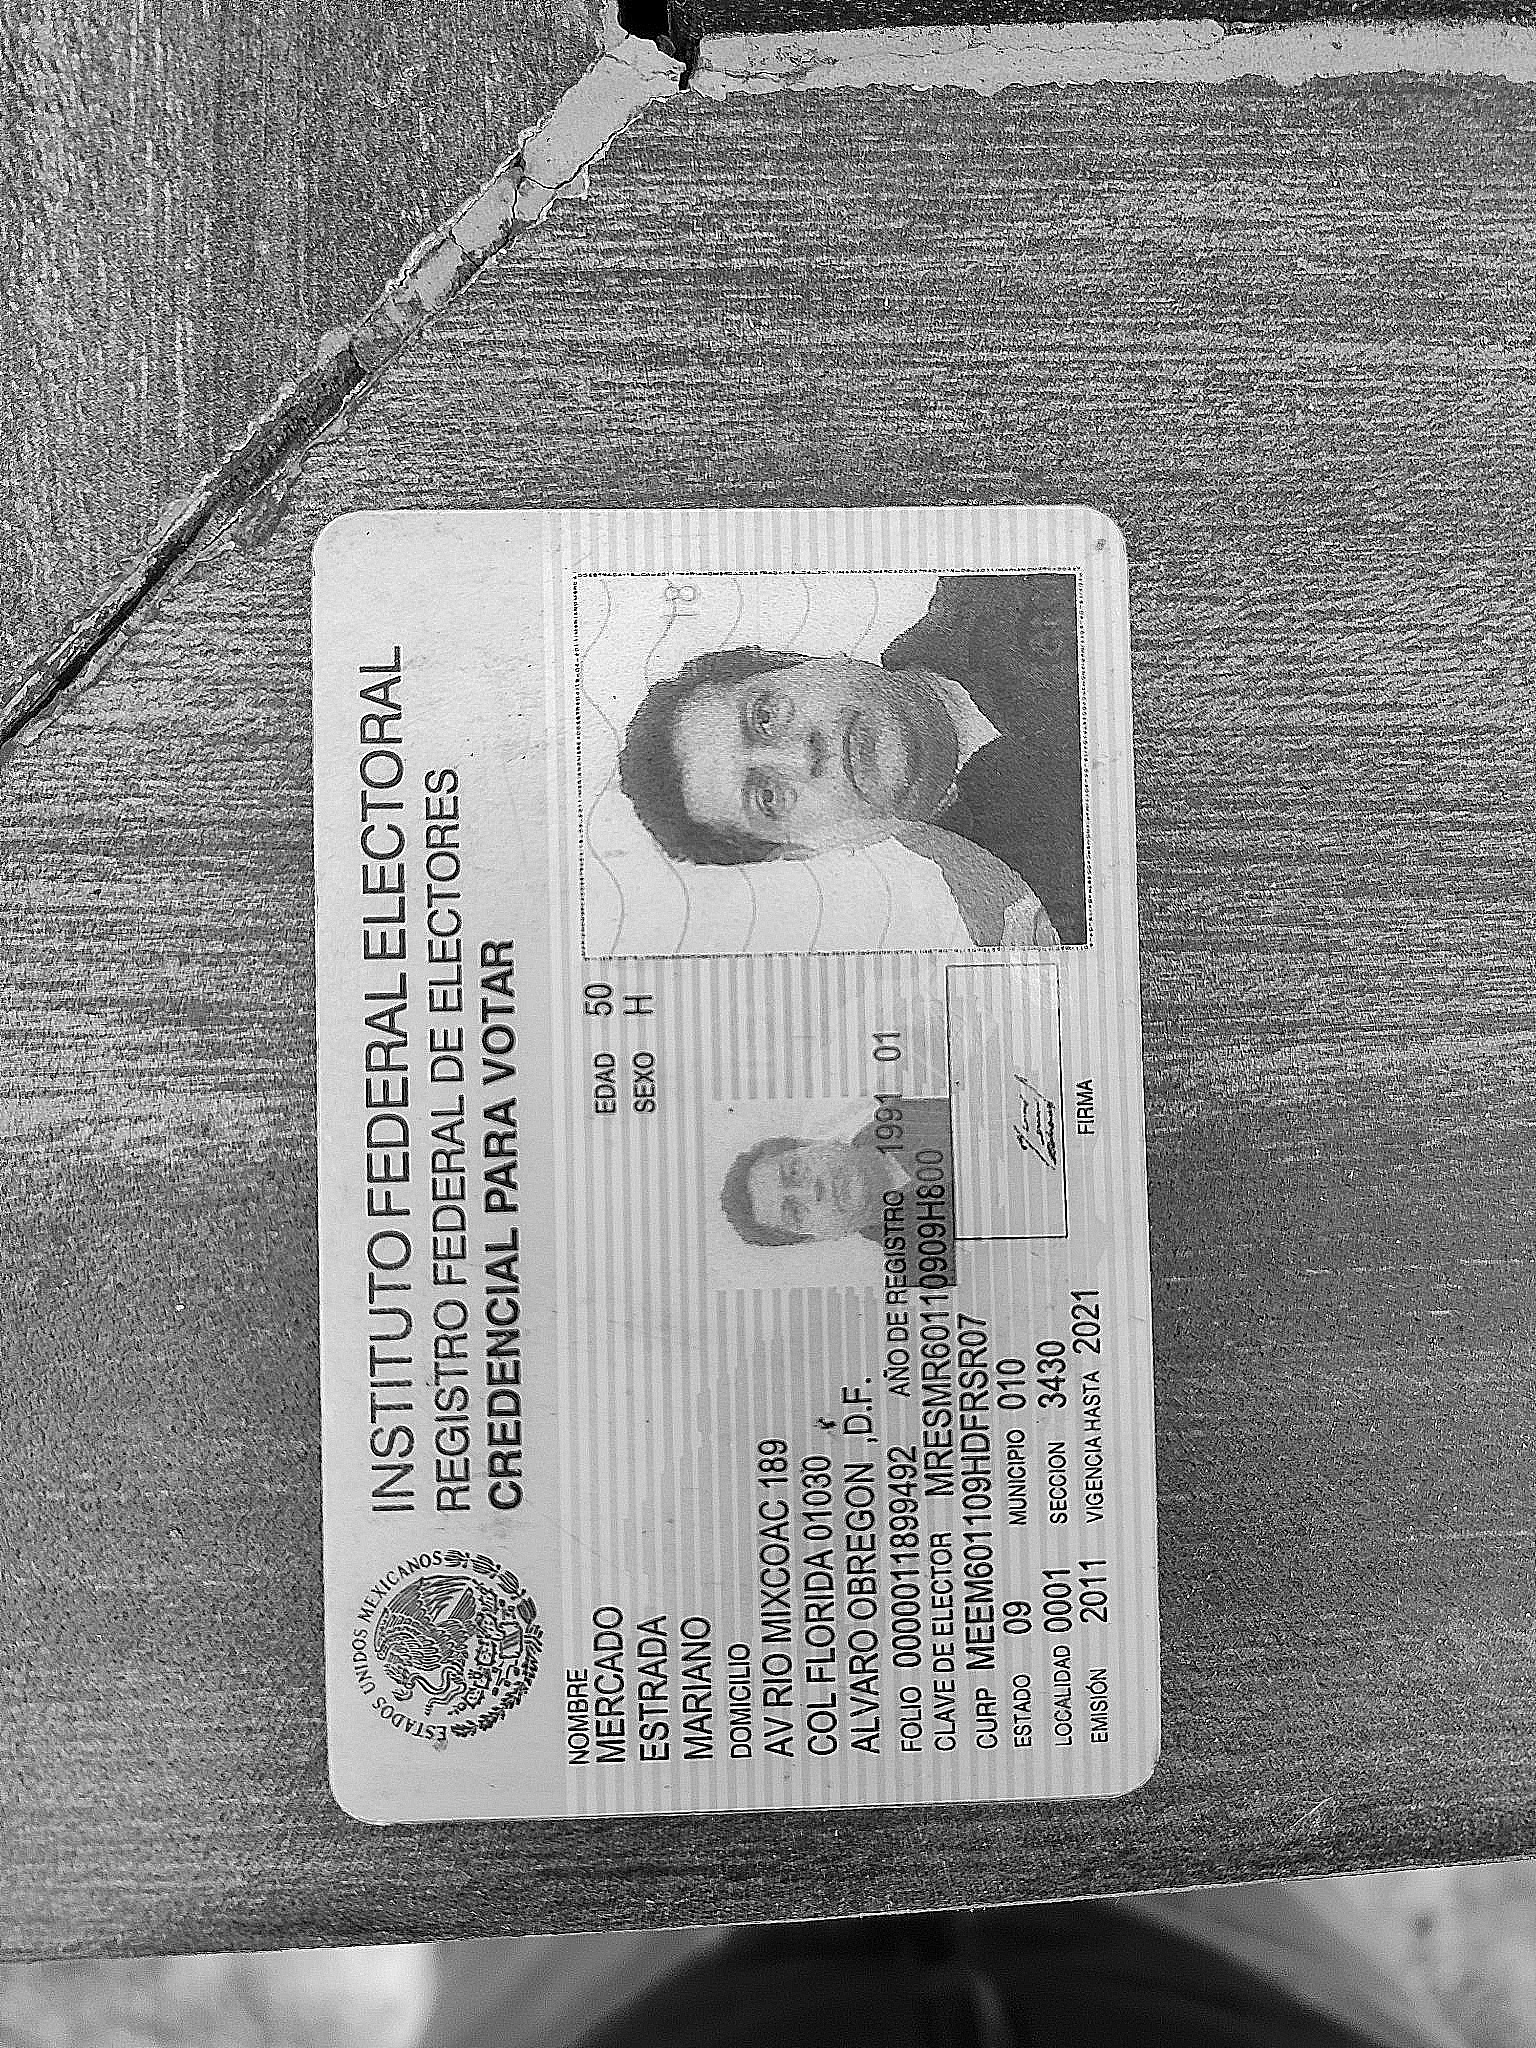 ESTADOS UNIDOS MEXICANOS
INSTITUTO FEDERAL ELECTORAL
REGISTRO FEDERAL DE ELECTORES
CREDENCIAL PARA VOTAR
NOMBRE
MERCADO
ESTRADA
MARIANO
EDAD 50
SEXO H
DOMICILIO
AV RIO MIXCOAC 189
COL FLORIDA 01030
ALVARO OBREGON ,D.F.
FOLIO 0000011899492 AÑO DE REGISTRO 1991 01
CLAVE DE ELECTOR MRESMR60110909H800
CURP MEEM601109HDFRSR07
ESTADO 09 MUNICIPIO 010
LOCALIDAD 0001 SECCION 3430
EMISIÓN 2011 VIGENCIA HASTA 2021
FIRMA